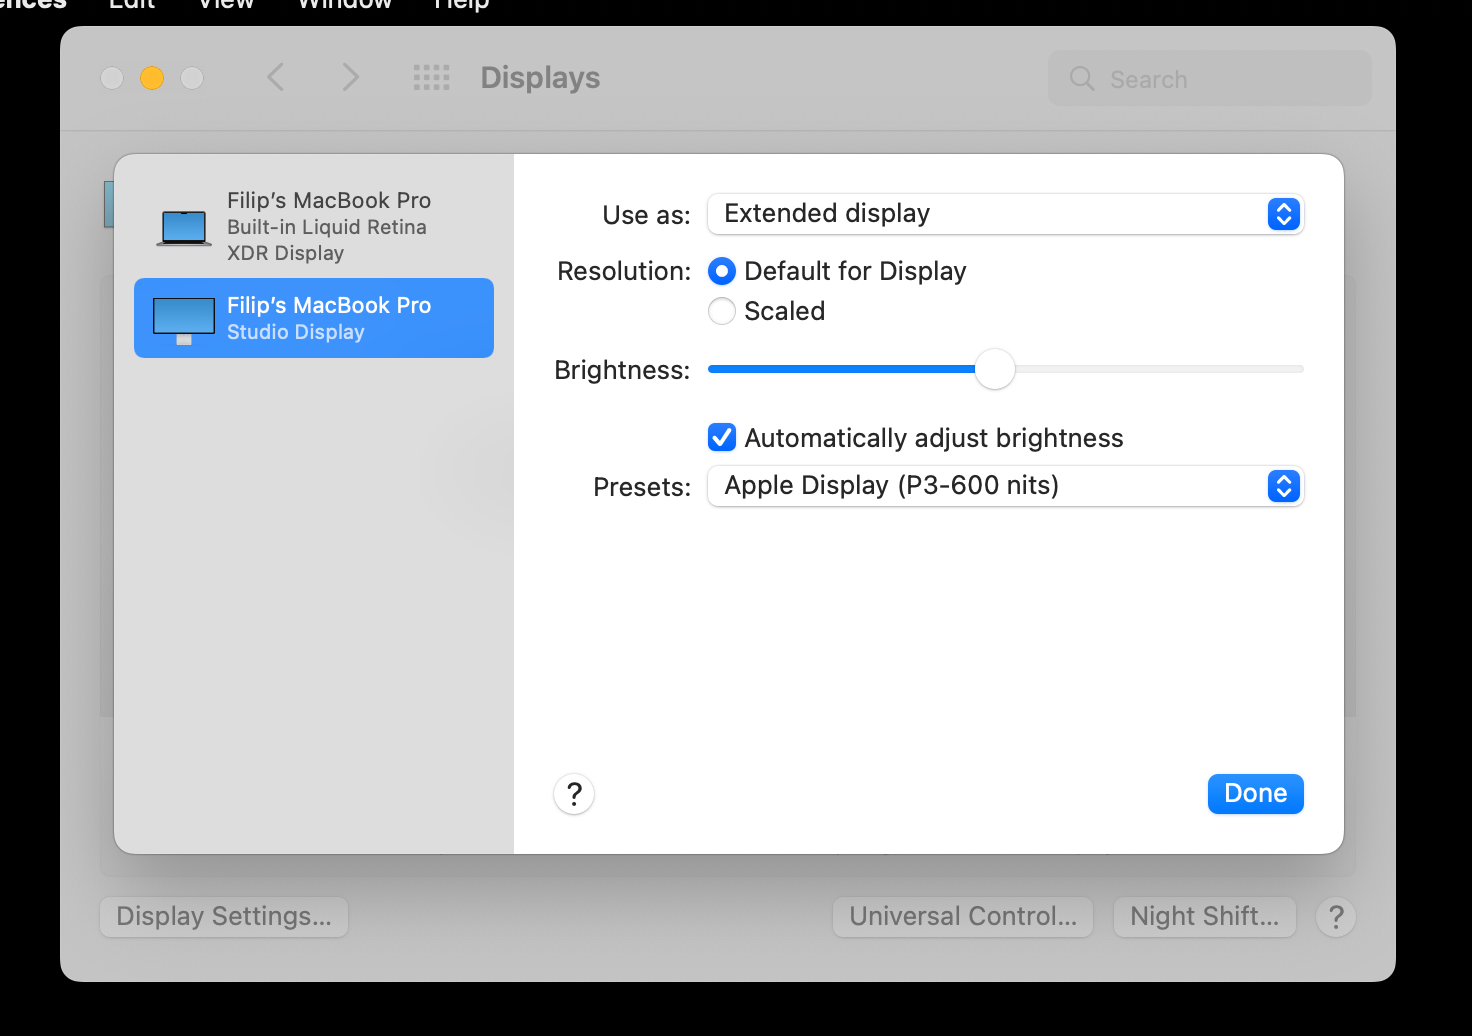 Edit View Window Help
Displays
Search
Filip’s MacBook Pro
Built-in Liquid Retina
XDR Display
Filip’s MacBook Pro
Studio Display
Use as: Extended display
Resolution: Default for Display
Scaled
Brightness:
Automatically adjust brightness
Presets: Apple Display (P3-600 nits)
?
Done
Display Settings...
Universal Control...
Night Shift...
?